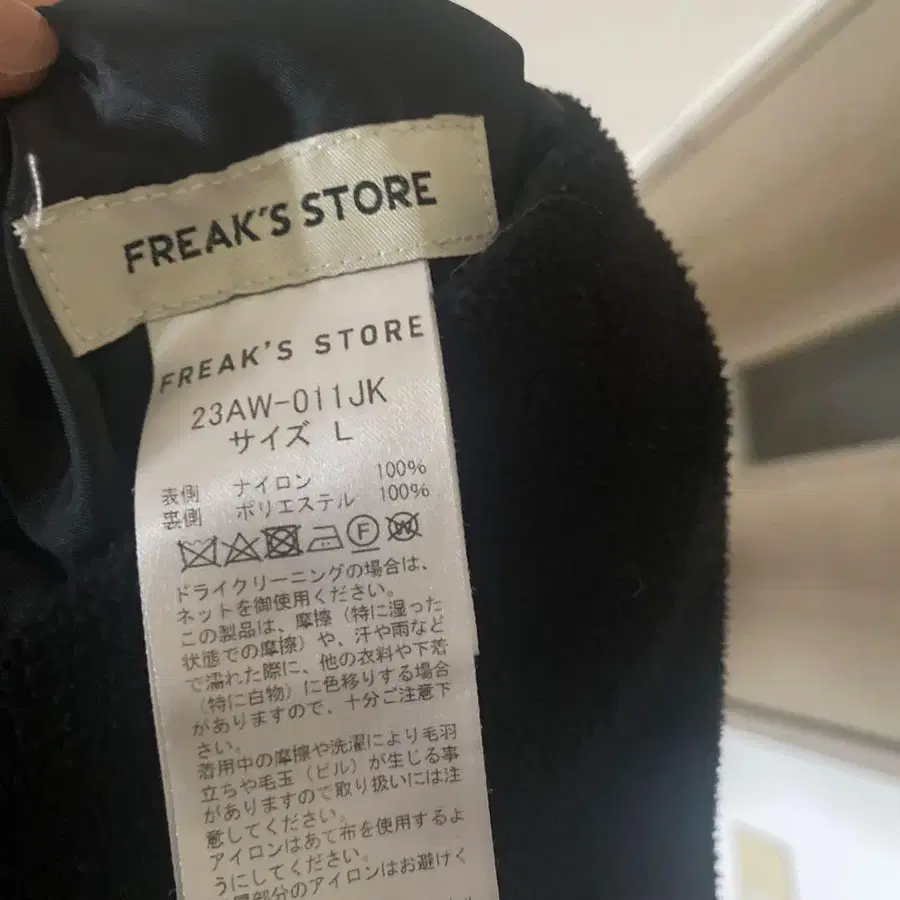 FREAK'S STORE
FREAK'S STORE
23AW-011JK
サイズ L
表側 ナイロン 100%
裏側 ポリエステル 100%
F W
ドライクリーニングの場合は、
ネットを御使用ください。
この製品は、摩擦（特に湿った
状態での摩擦）や、汗や雨など
で濡れた際に、他の衣料や下着
（特に白物）に色移りする場合
がありますので、十分ご注意下
さい。
着用中の摩擦や洗濯により毛羽
立ちや毛玉（ピル）が生じる事
がありますので取り扱いには注
意してください。
アイロンはあて布を使用するよ
うにしてください。
部分のアイロンはお避けく